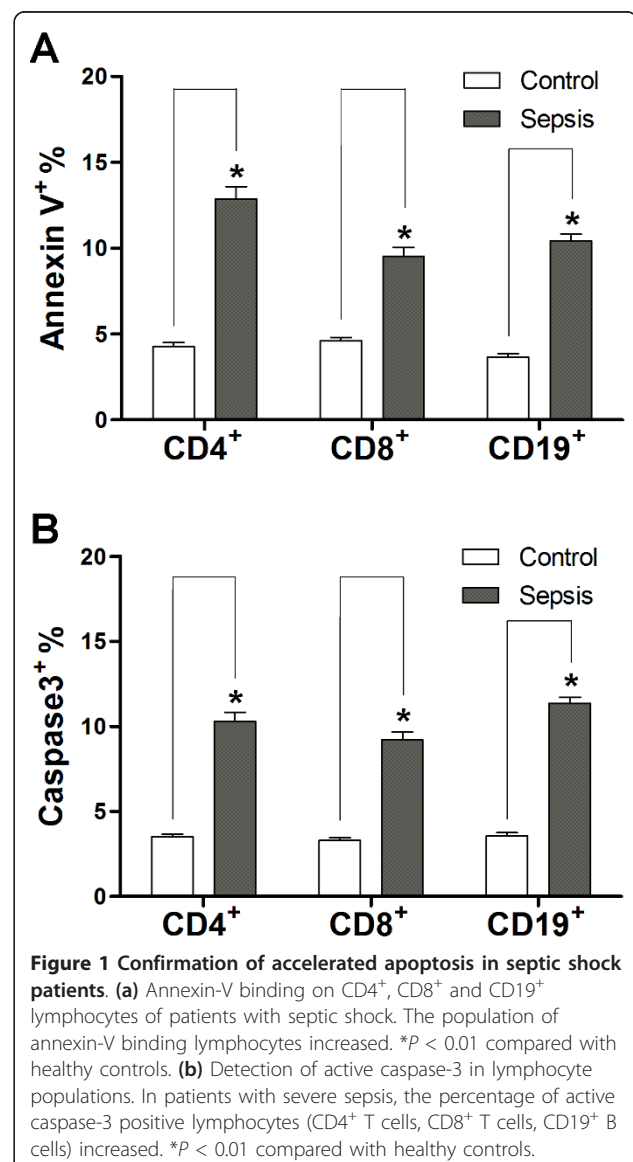 A
20
15
10
5
0
Annexin V⁺ %
Control
Sepsis
*
*
*
CD4⁺
CD8⁺
CD19⁺
B
20
15
10
5
0
Caspase3⁺ %
Control
Sepsis
*
*
*
CD4⁺
CD8⁺
CD19⁺
Figure 1 Confirmation of accelerated apoptosis in septic shock
patients. (a) Annexin-V binding on CD4⁺, CD8⁺ and CD19⁺
lymphocytes of patients with septic shock. The population of
annexin-V binding lymphocytes increased. *P < 0.01 compared with
healthy controls. (b) Detection of active caspase-3 in lymphocyte
populations. In patients with severe sepsis, the percentage of active
caspase-3 positive lymphocytes (CD4⁺ T cells, CD8⁺ T cells, CD19⁺ B
cells) increased. *P < 0.01 compared with healthy controls.